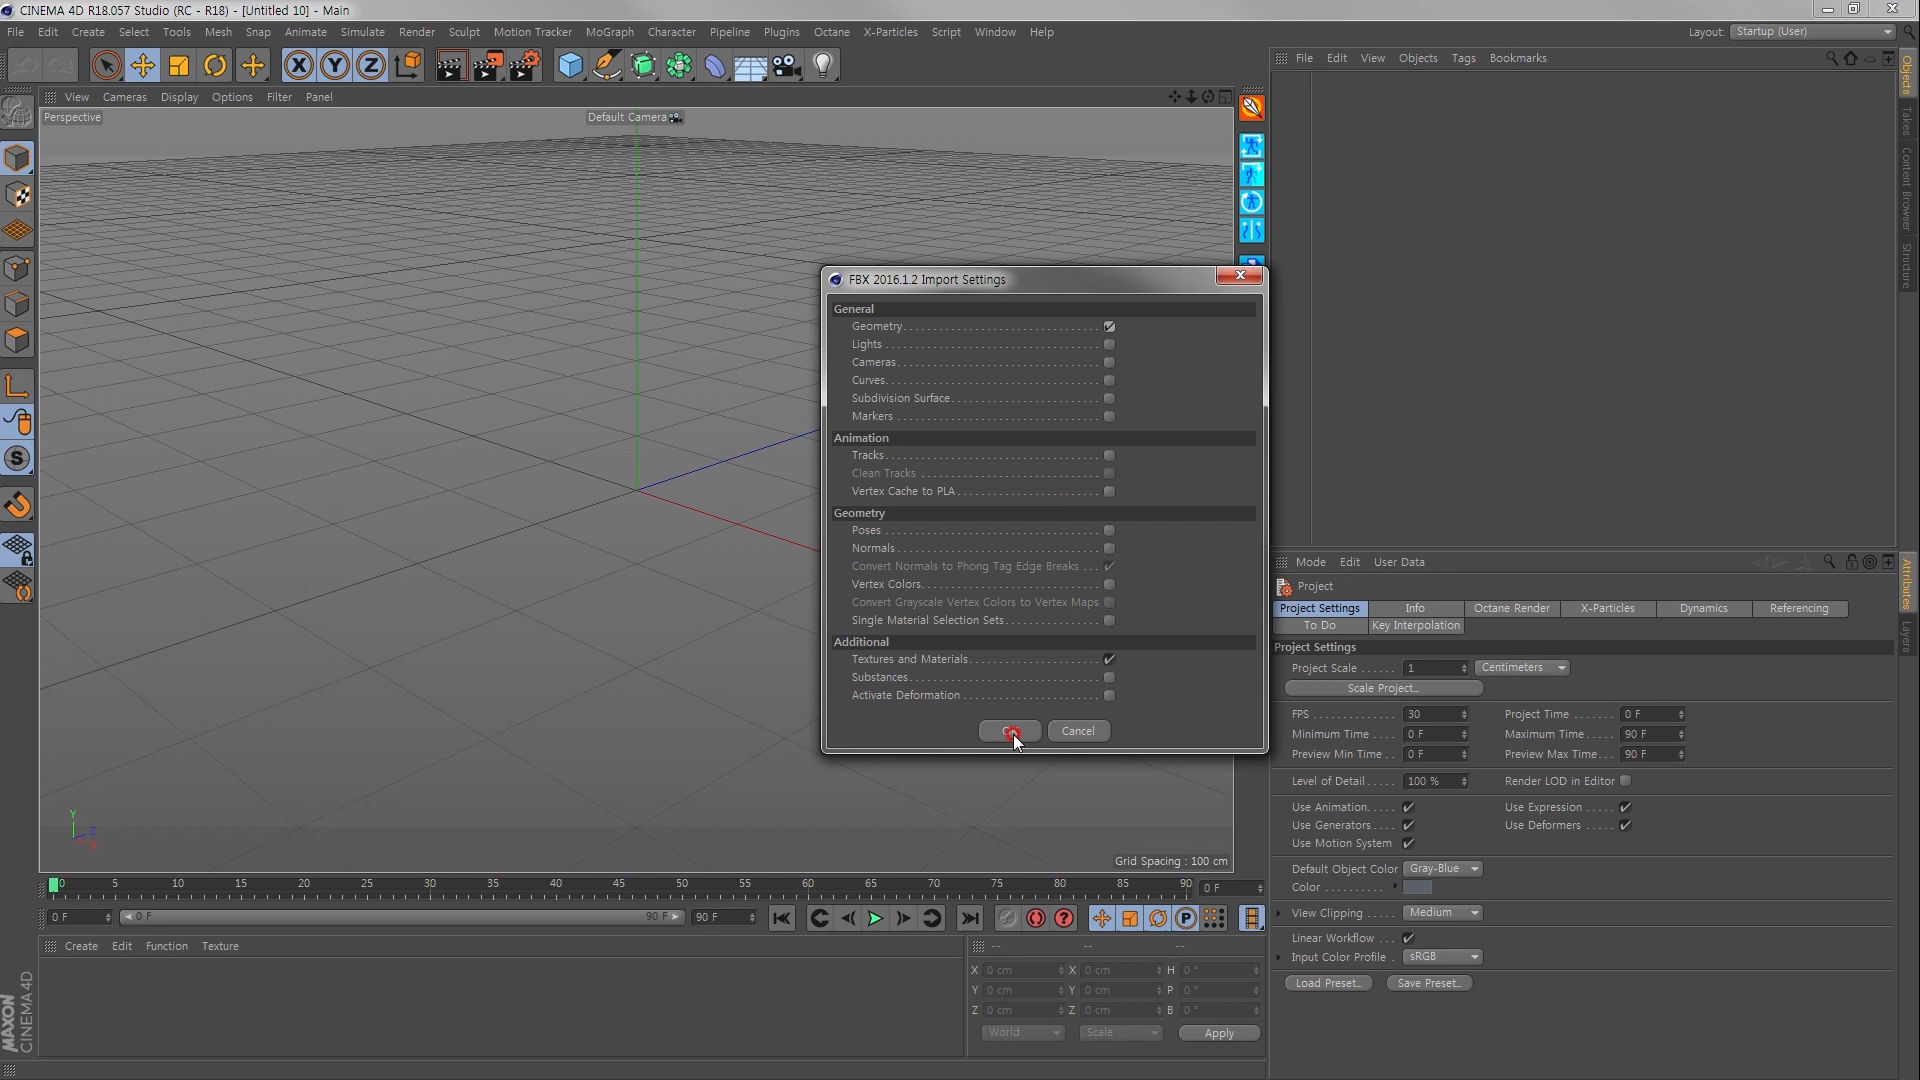 CINEMA 4D R18.057 Studio (RC - R18) - [Untitled 10] - Main
File Edit Create Select Tools Mesh Snap Animate Simulate Render Sculpt Motion Tracker MoGraph Character Pipeline Plugins Octane X-Particles Script Window Help
Layout: Startup (User)
File Edit View Objects Tags Bookmarks
View Cameras Display Options Filter Panel
Perspective
Default Camera
Objects
Takes
Content Browser
Structure
FBX 2016.1.2 Import Settings
General
Geometry
Lights
Cameras
Curves
Subdivision Surface
Markers
Animation
Tracks
Clean Tracks
Vertex Cache to PLA
Geometry
Poses
Normals
Convert Normals to Phong Tag Edge Breaks
Vertex Colors
Convert Grayscale Vertex Colors to Vertex Maps
Single Material Selection Sets
Additional
Textures and Materials
Substances
Activate Deformation
Cancel
Mode Edit User Data
Project
Project Settings Info Octane Render X-Particles Dynamics Referencing
To Do Key Interpolation
Project Settings
Project Scale 1 Centimeters
Scale Project...
FPS 30 Project Time 0 F
Minimum Time 0 F Maximum Time 90 F
Preview Min Time 0 F Preview Max Time 90 F
Level of Detail 100 % Render LOD in Editor
Use Animation Use Expression
Use Generators Use Deformers
Use Motion System
Default Object Color Gray-Blue
Color
View Clipping Medium
Linear Workflow
Input Color Profile sRGB
Load Preset... Save Preset...
Attributes
Layers
Y
Z
X
Grid Spacing : 100 cm
0 5 10 15 20 25 30 35 40 45 50 55 60 65 70 75 80 85 90 0 F
0 F 0 F 90 F 90 F
Create Edit Function Texture
-- -- --
X 0 cm X 0 cm H 0 °
Y 0 cm Y 0 cm P 0 °
Z 0 cm Z 0 cm B 0 °
World Scale Apply
MAXON
CINEMA 4D